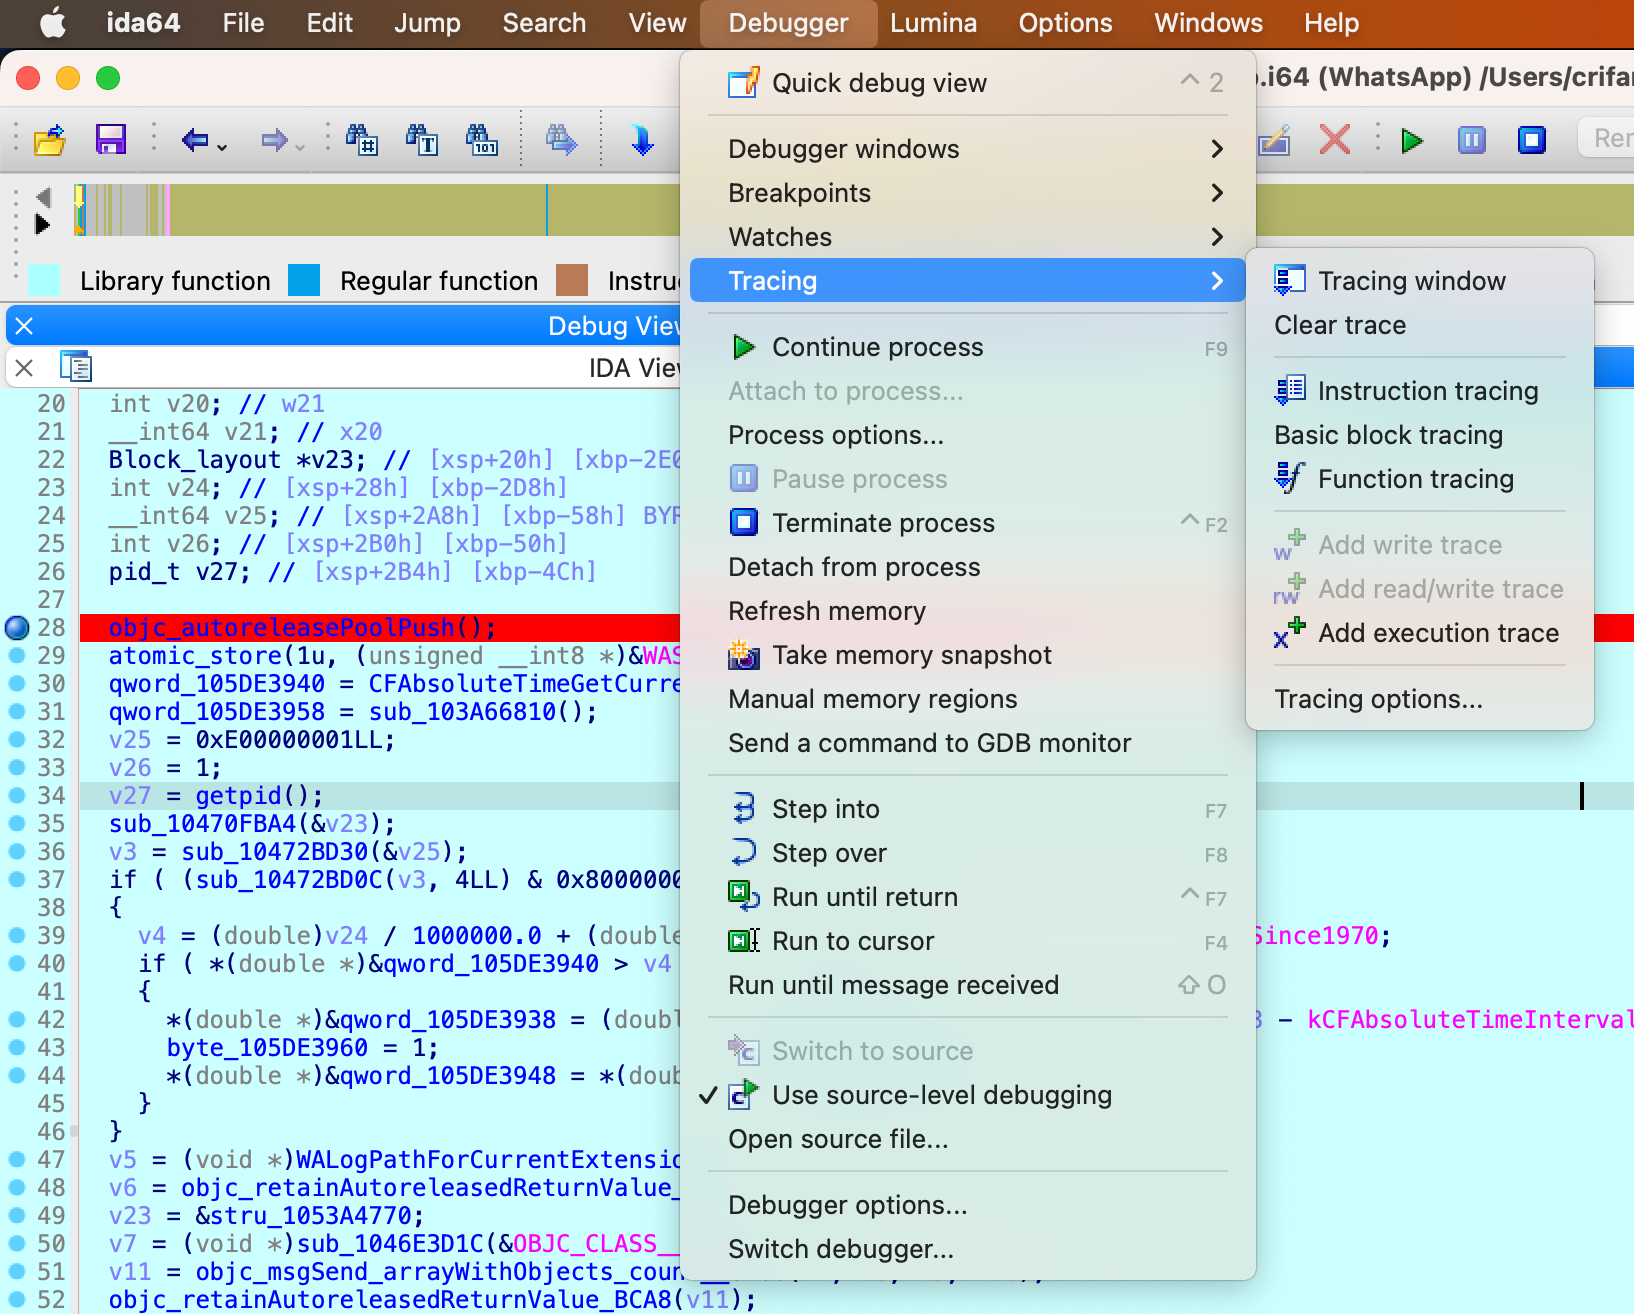 ida64 File Edit Jump Search View Debugger Lumina Options Windows Help
.i64 (WhatsApp) /Users/crifa
Library function Regular function Instru
Debug View
IDA View
20 int v20; // w21
21 __int64 v21; // x20
22 Block_layout *v23; // [xsp+20h] [xbp-2E0
23 int v24; // [xsp+28h] [xbp-2D8h]
24 __int64 v25; // [xsp+2A8h] [xbp-58h] BYR
25 int v26; // [xsp+2B0h] [xbp-50h]
26 pid_t v27; // [xsp+2B4h] [xbp-4Ch]
27
28 objc_autoreleasePoolPush();
29 atomic_store(1u, (unsigned __int8 *)&WAS
30 qword_105DE3940 = CFAbsoluteTimeGetCurre
31 qword_105DE3958 = sub_103A66810();
32 v25 = 0xE00000001LL;
33 v26 = 1;
34 v27 = getpid();
35 sub_10470FBA4(&v23);
36 v3 = sub_10472BD30(&v25);
37 if ( (sub_10472BD0C(v3, 4LL) & 0x8000000
38 {
39 v4 = (double)v24 / 1000000.0 + (double Since1970;
40 if ( *(double *)&qword_105DE3940 > v4
41 {
42 *(double *)&qword_105DE3938 = (doubl 3 - kCFAbsoluteTimeInterval
43 byte_105DE3960 = 1;
44 *(double *)&qword_105DE3948 = *(doub
45 }
46 }
47 v5 = (void *)WALogPathForCurrentExtensio
48 v6 = objc_retainAutoreleasedReturnValue_
49 v23 = &stru_1053A4770;
50 v7 = (void *)sub_1046E3D1C(&OBJC_CLASS__
51 v11 = objc_msgSend_arrayWithObjects_coun
52 objc_retainAutoreleasedReturnValue_BCA8(v11);
Quick debug view ^ 2
Debugger windows
Breakpoints
Watches
Tracing
Continue process F9
Attach to process...
Process options...
Pause process
Terminate process ^ F2
Detach from process
Refresh memory
Take memory snapshot
Manual memory regions
Send a command to GDB monitor
Step into F7
Step over F8
Run until return ^ F7
Run to cursor F4
Run until message received ⇧ O
Switch to source
✓ Use source-level debugging
Open source file...
Debugger options...
Switch debugger...
Tracing window
Clear trace
Instruction tracing
Basic block tracing
Function tracing
Add write trace
Add read/write trace
Add execution trace
Tracing options...